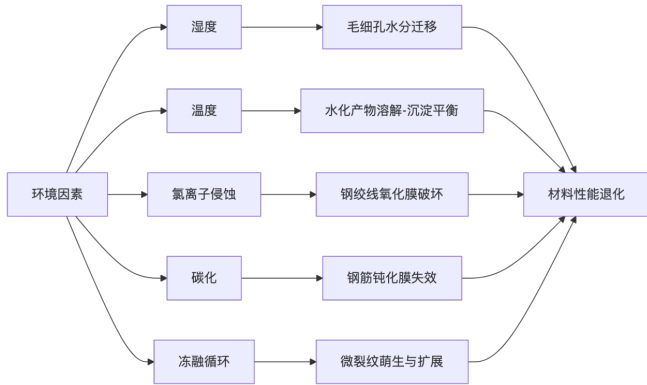 湿度
毛细孔水分迁移
温度
水化产物溶解-沉淀平衡
环境因素
氯离子侵蚀
钢绞线氧化膜破坏
材料性能退化
碳化
钢筋钝化膜失效
冻融循环
微裂纹萌生与扩展